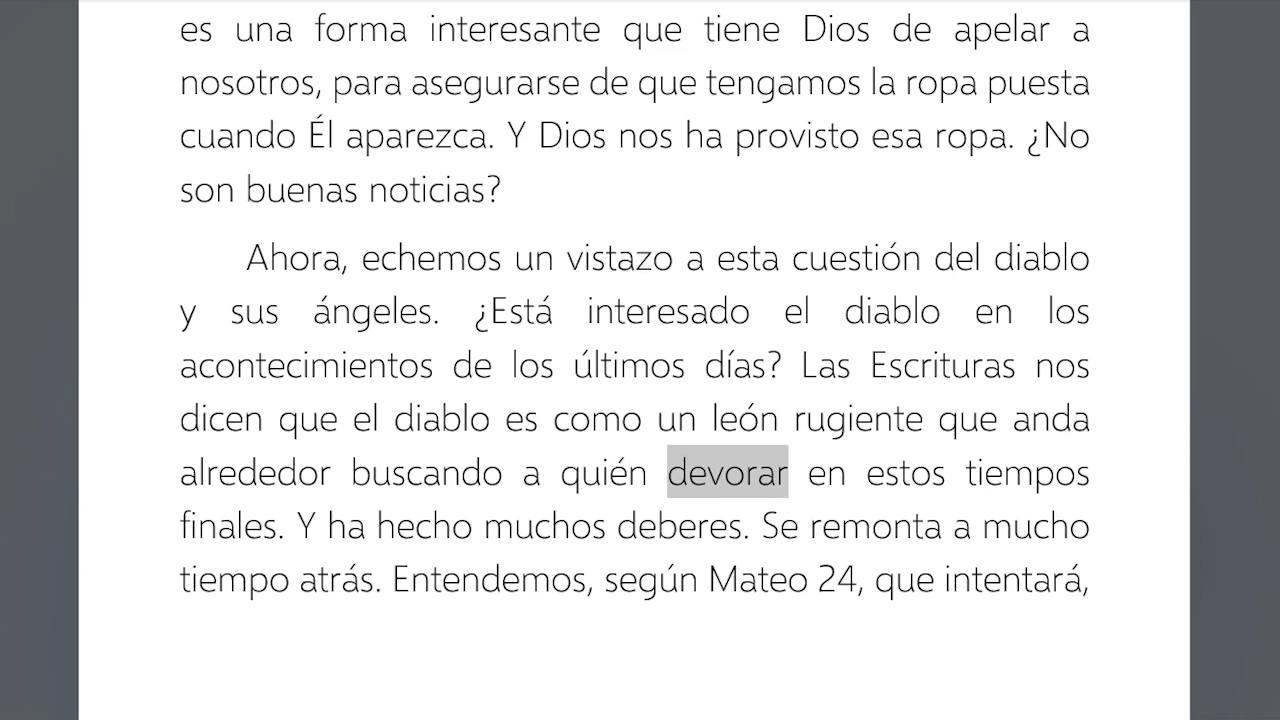 es una forma interesante que tiene Dios de apelar a
nosotros, para asegurarse de que tengamos la ropa puesta
cuando Él aparezca. Y Dios nos ha provisto esa ropa. ¿No
son buenas noticias?
Ahora, echemos un vistazo a esta cuestión del diablo
y sus ángeles. ¿Está interesado el diablo en los
acontecimientos de los últimos días? Las Escrituras nos
dicen que el diablo es como un león rugiente que anda
alrededor buscando a quién devorar en estos tiempos
finales. Y ha hecho muchos deberes. Se remonta a mucho
tiempo atrás. Entendemos, según Mateo 24, que intentará,